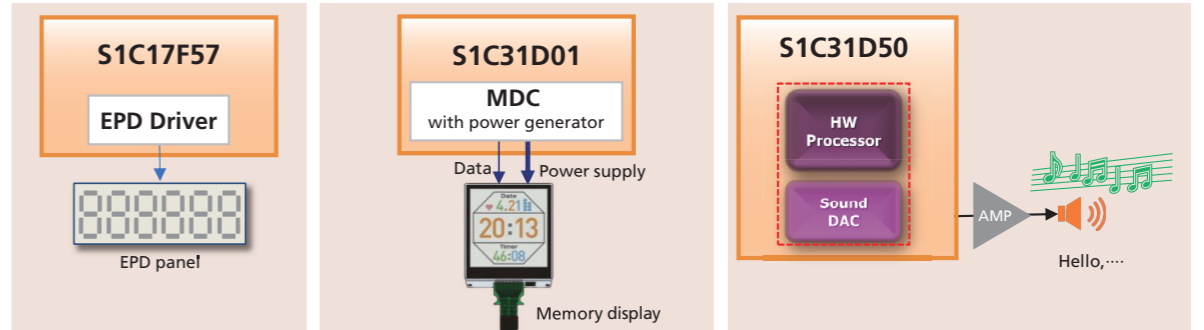 S1C17F57
EPD Driver
EPD panel
S1C31D01
MDC
with power generator
Data
Power supply
Date
4.21
20:13
Timer
46:08
Memory display
S1C31D50
HW
Processor
Sound
DAC
AMP
Hello,····